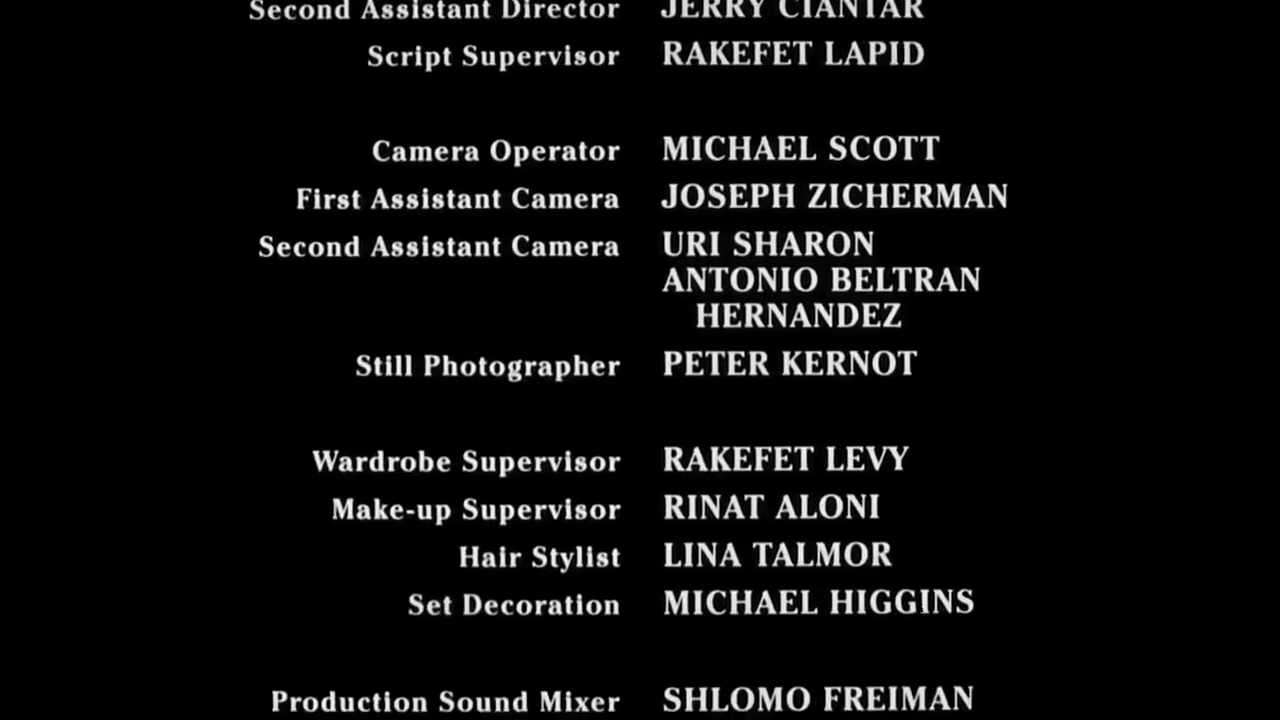 Second Assistant Director JERRY CIANTAR
Script Supervisor RAKEFET LAPID
Camera Operator MICHAEL SCOTT
First Assistant Camera JOSEPH ZICHERMAN
Second Assistant Camera URI SHARON
ANTONIO BELTRAN
HERNANDEZ
Still Photographer PETER KERNOT
Wardrobe Supervisor RAKEFET LEVY
Make-up Supervisor RINAT ALONI
Hair Stylist LINA TALMOR
Set Decoration MICHAEL HIGGINS
Production Sound Mixer SHLOMO FREIMAN